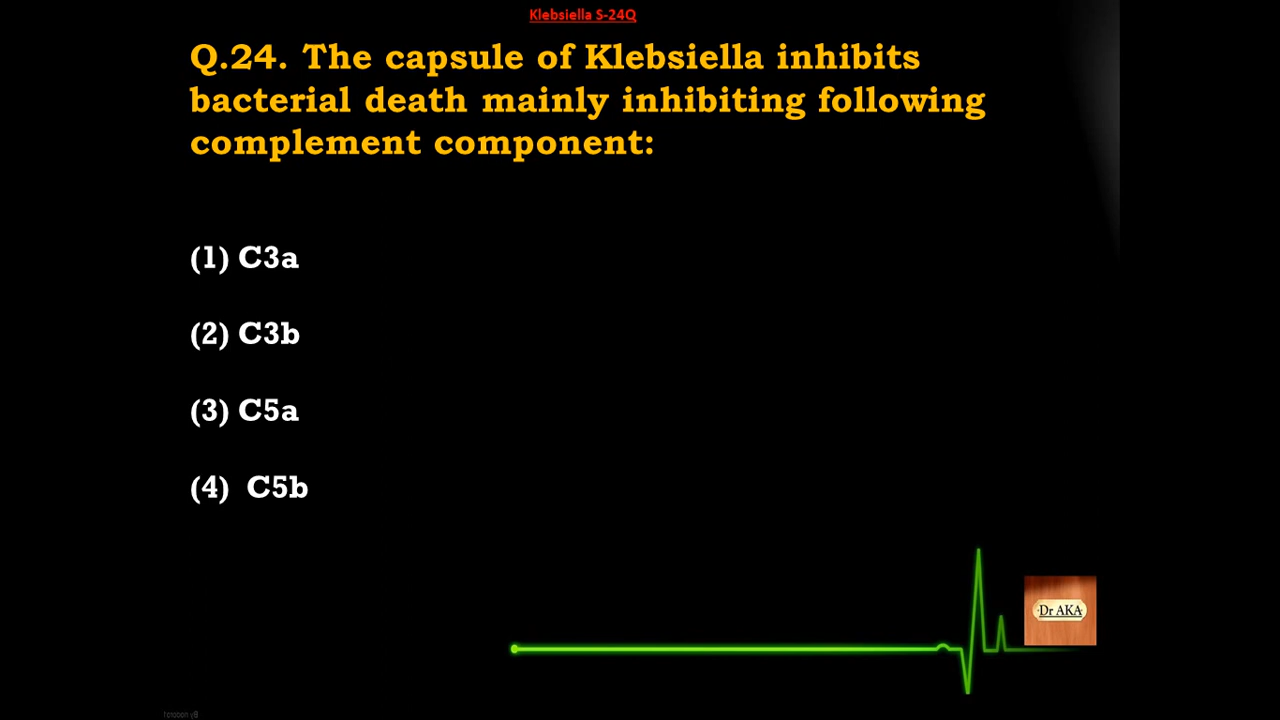 Klebsiella S-24Q
Q.24. The capsule of Klebsiella inhibits
bacterial death mainly inhibiting following
complement component:
(1) C3a
(2) C3b
(3) C5a
(4) C5b
Dr AKA